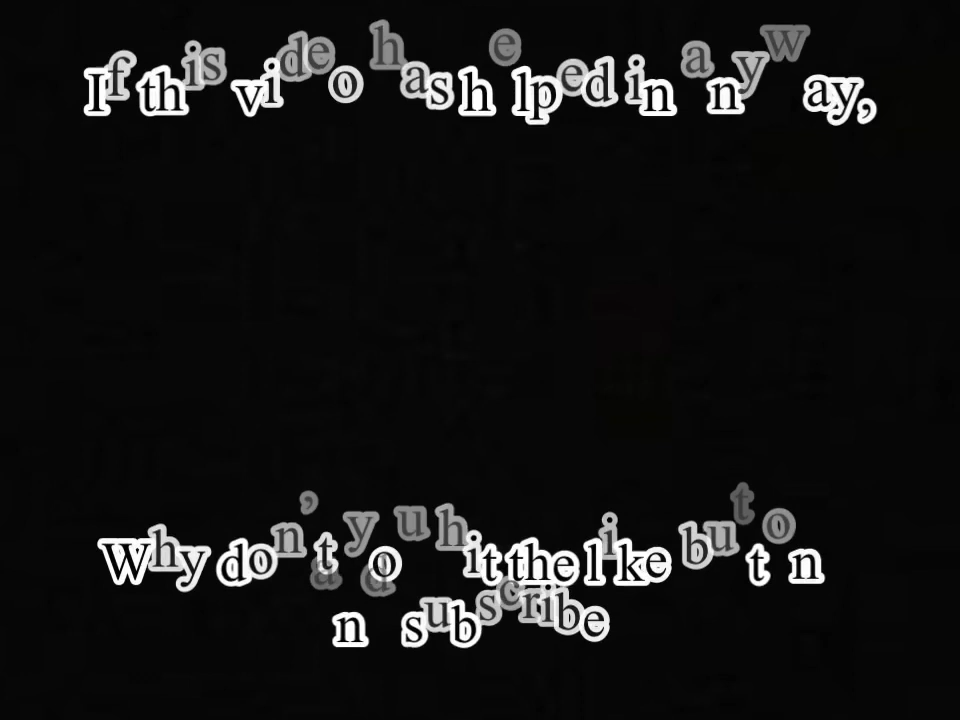 If this video has helped in any way,
Why don't you hit the like button
and subscribe